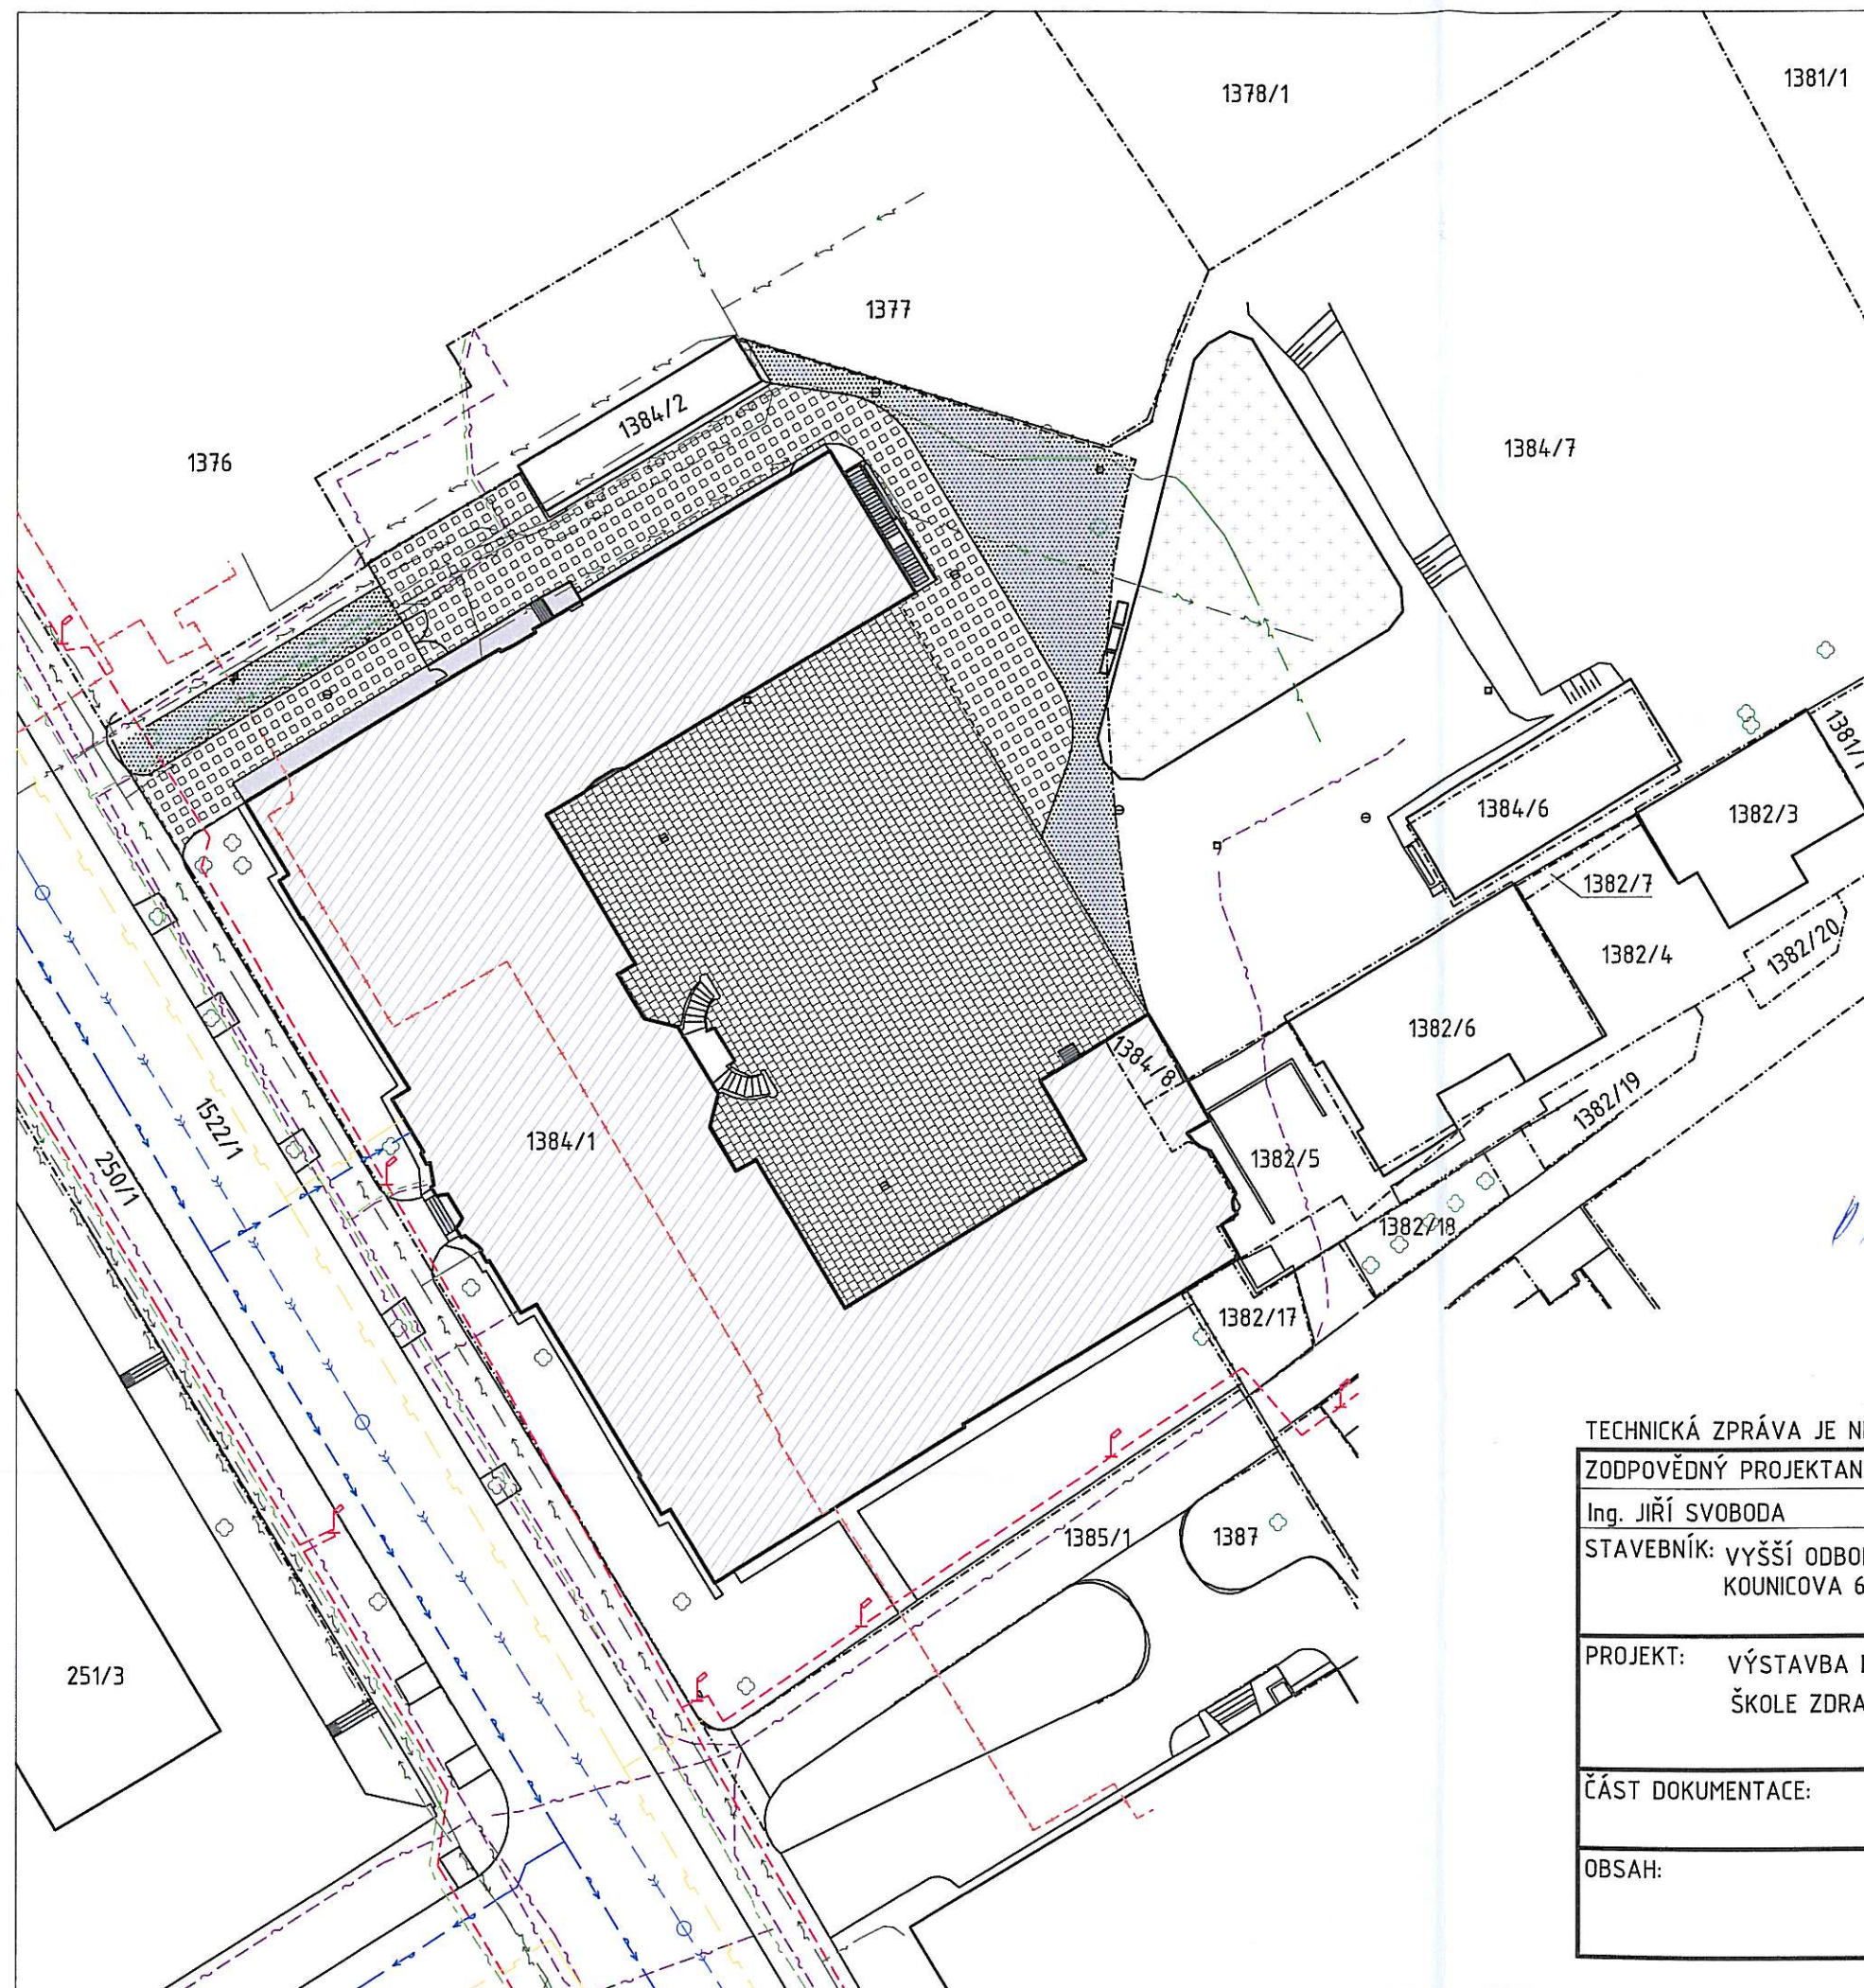 1378/1
1381/1
1377
1384/2
1376
1384/7
1381/1
1384/6
1382/3
1382/7
1382/20
1382/4
1382/6
1384/8
1382/19
1522/1
1384/1
1382/5
250/1
1382/18
1382/17
1385/1
1387
251/3
TECHNICKÁ ZPRÁVA JE
ZODPOVĚDNÝ PROJEKTAN
Ing. JIŘÍ SVOBODA
STAVEBNÍK: VYŠŠÍ ODBO
KOUNICOVA 6
PROJEKT: VÝSTAVBA
ŠKOLE ZDRA
ČÁST DOKUMENTACE:
OBSAH: